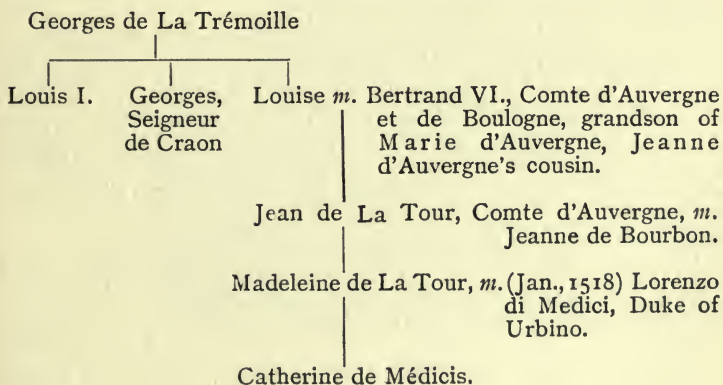 Georges de La Trémoille
Louis I. Georges, Louise m. Bertrand VI., Comte d'Auvergne
Seigneur et de Boulogne, grandson of
de Craon Marie d'Auvergne, Jeanne
d'Auvergne's cousin.
Jean de La Tour, Comte d'Auvergne, m.
Jeanne de Bourbon.
Madeleine de La Tour, m. (Jan., 1518) Lorenzo
di Medici, Duke of
Urbino.
Catherine de Médicis.